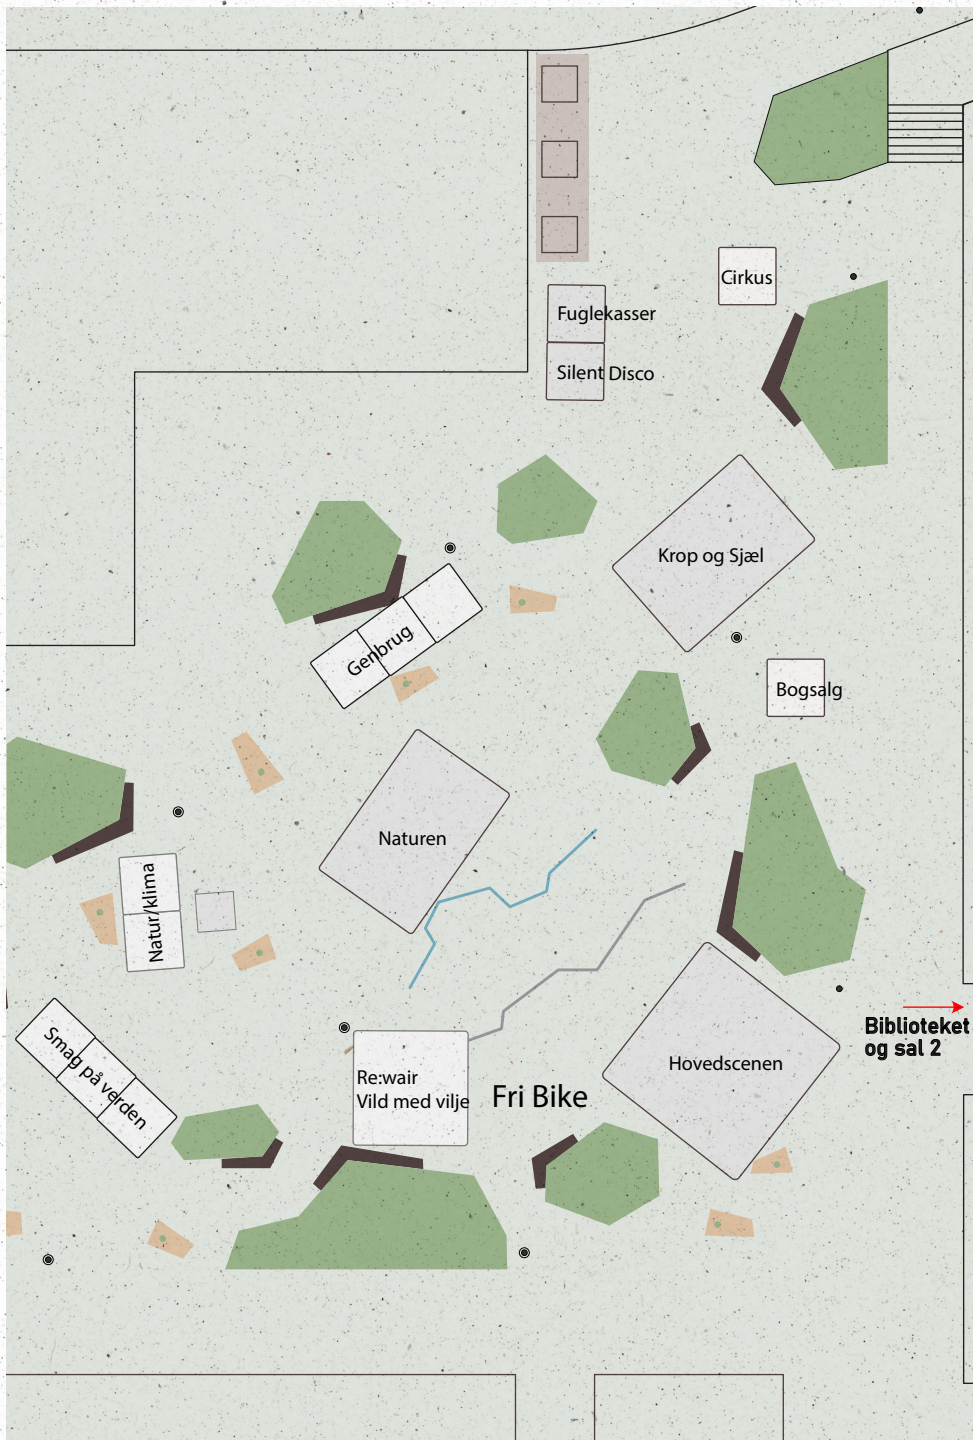 Cirkus
Fuglekasser
Silent Disco
Krop og Sjæl
Genbrug
Bogsalg
Naturen
Natur/klima
Biblioteket
og sal 2
Smag på verden
Hovedscenen
Re:wair
Vild med vilje
Fri Bike